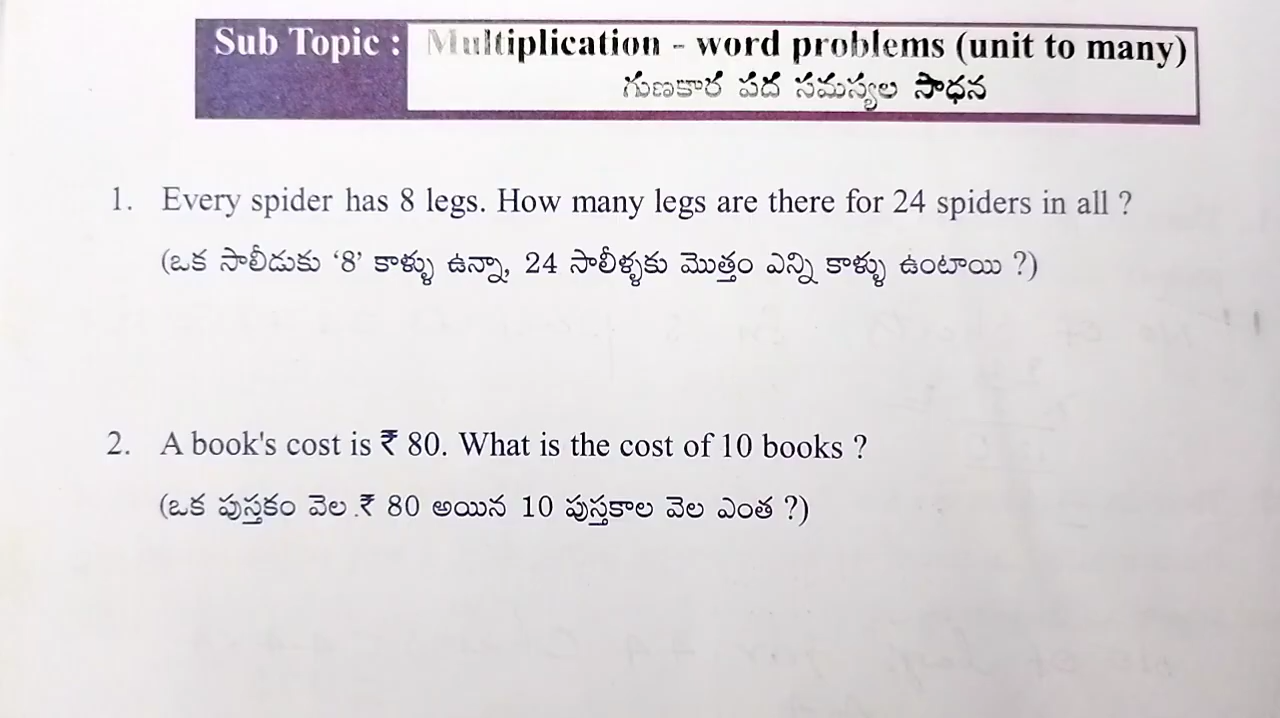 Sub Topic : Multiplication - word problems (unit to many)
గుణకార పద సమస్యల సాధన
1. Every spider has 8 legs. How many legs are there for 24 spiders in all ?
(ఒక సాలీడుకు ‘8’ కాళ్ళు ఉన్నా, 24 సాలీళ్ళకు మొత్తం ఎన్ని కాళ్ళు ఉంటాయి ?)
2. A book's cost is ₹ 80. What is the cost of 10 books ?
(ఒక పుస్తకం వెల .₹ 80 అయిన 10 పుస్తకాల వెల ఎంత ?)